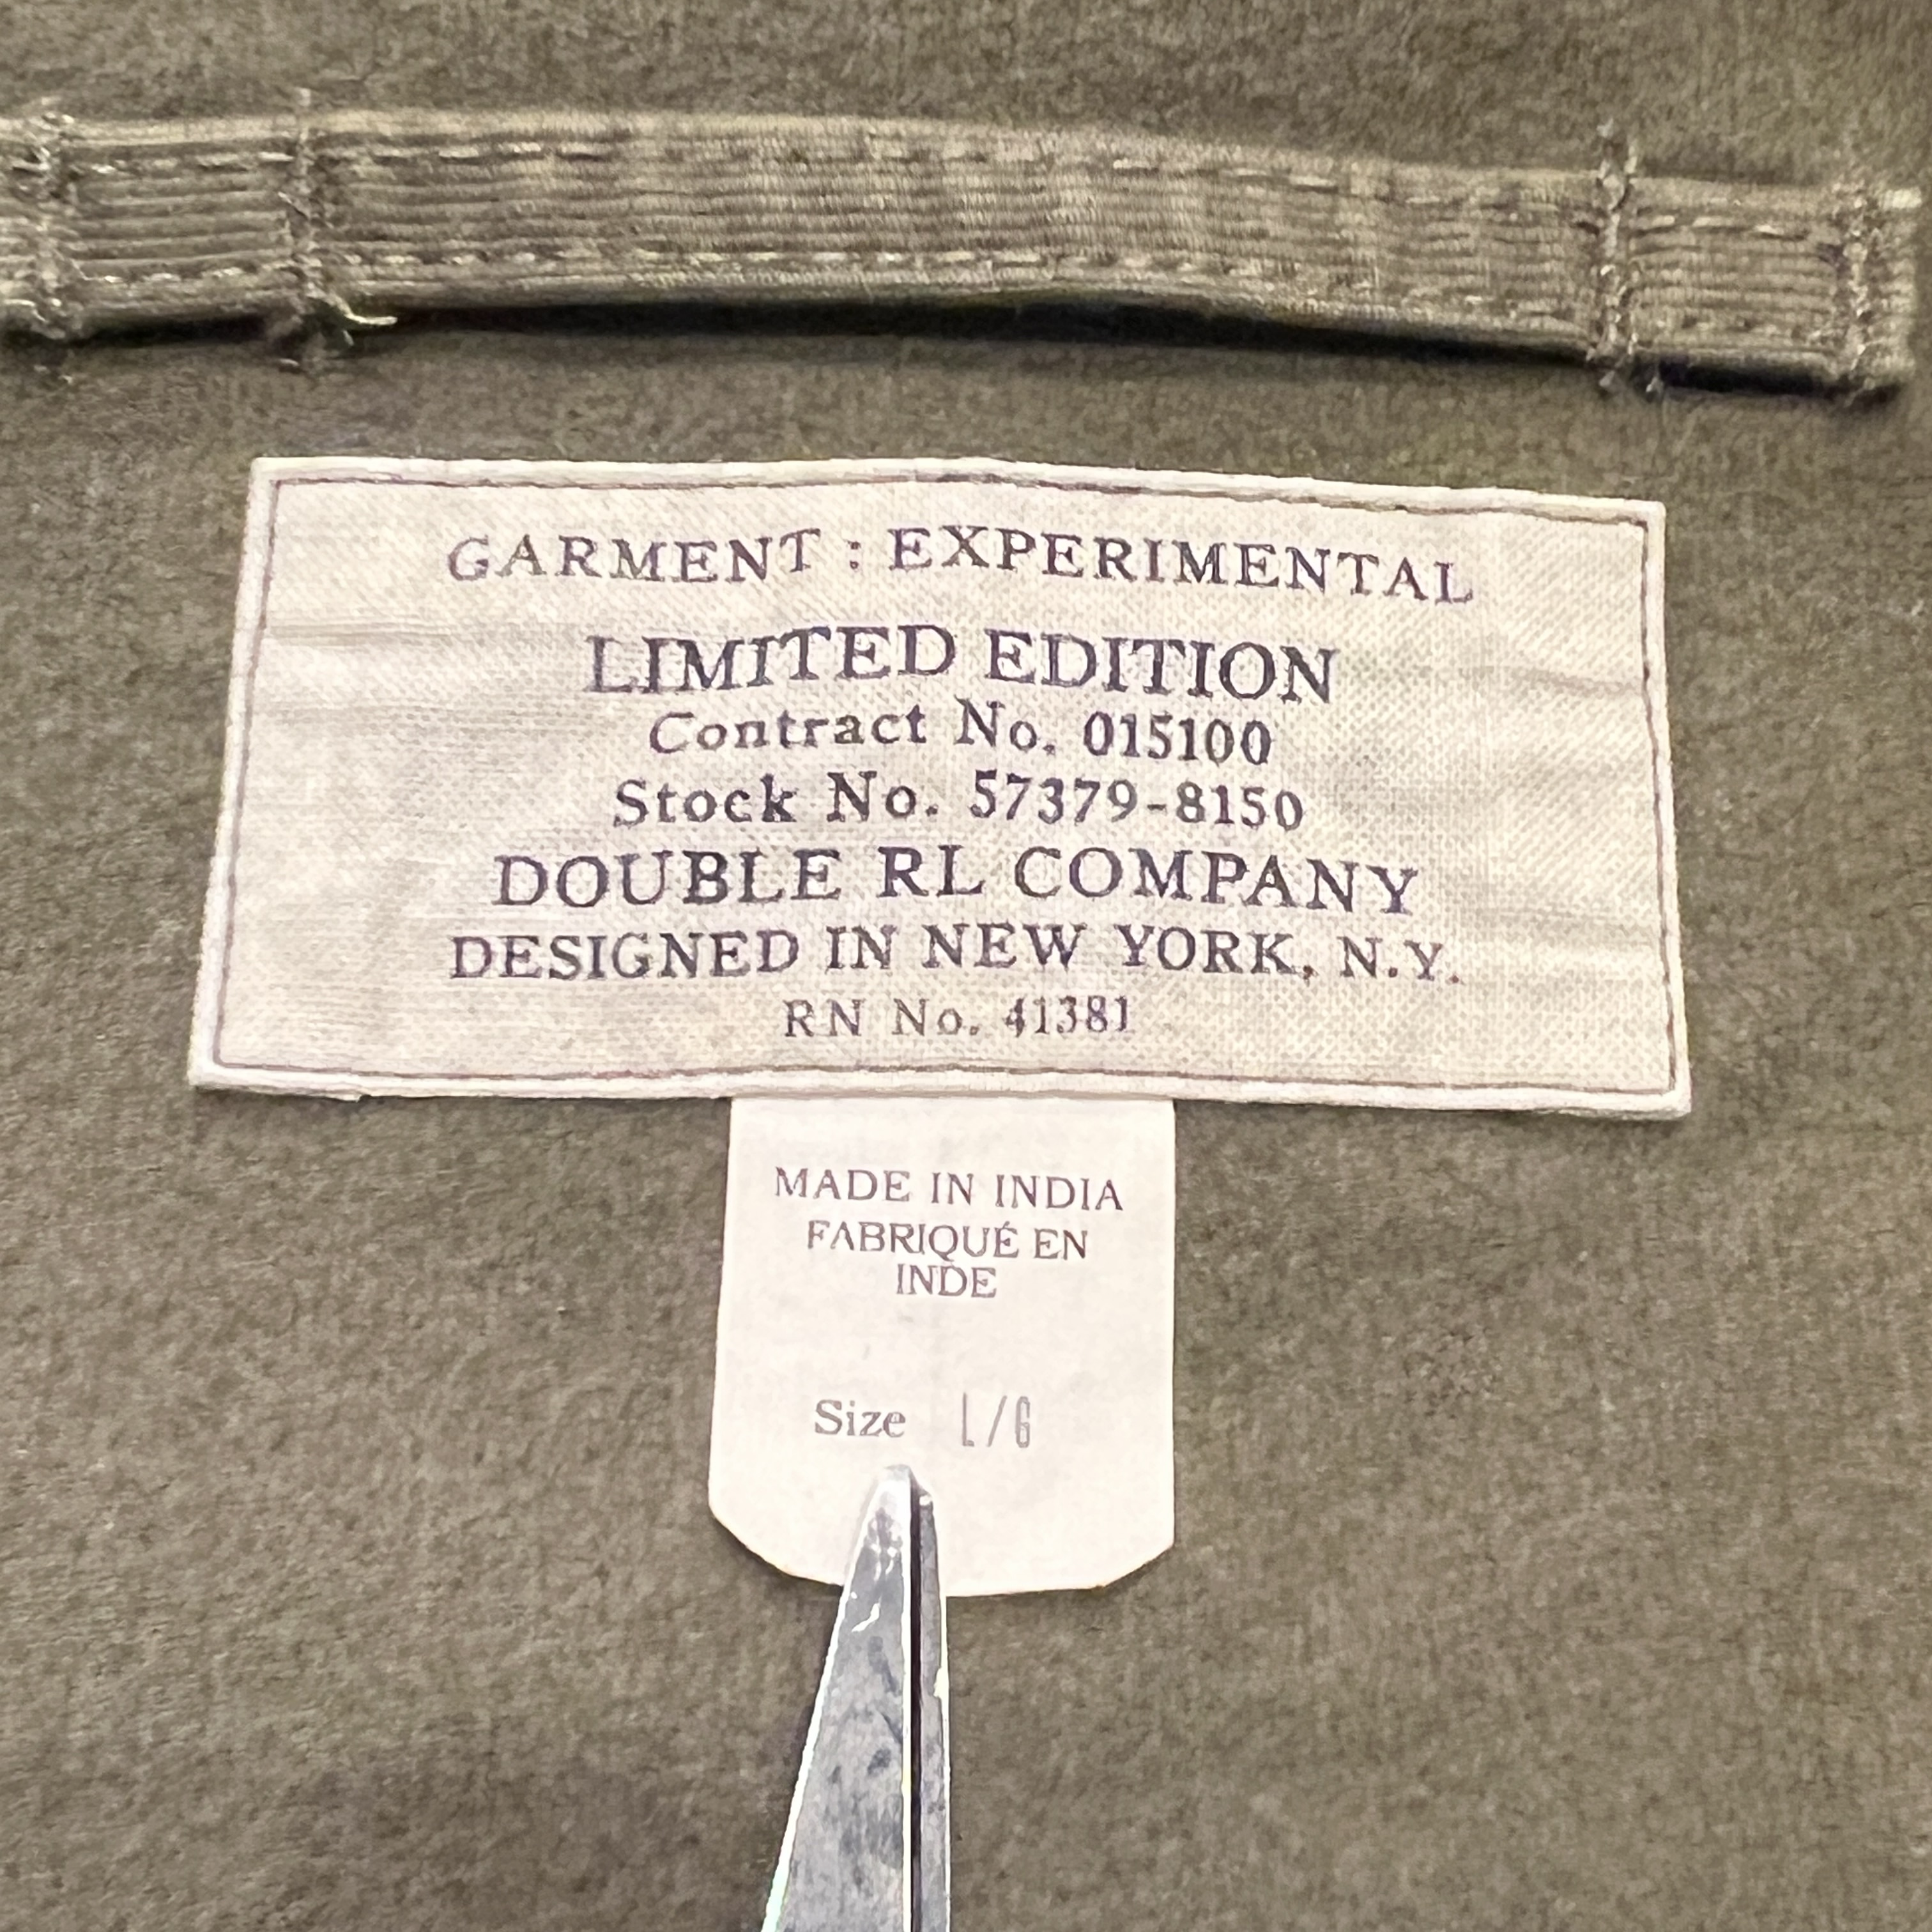 GARMENT : EXPERIMENTAL
LIMITED EDITION
Contract No. 015100
Stock No. 57379-8150
DOUBLE RL COMPANY
DESIGNED IN NEW YORK, N.Y.
RN No. 41381
MADE IN INDIA
FABRIQUÉ EN
INDE
Size L/G